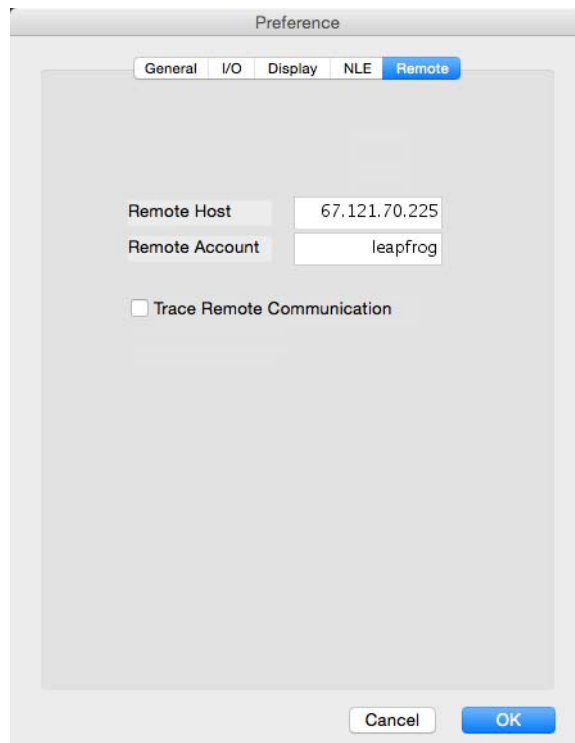 Preference
General I/O Display NLE Remote
Remote Host 67.121.70.225
Remote Account leapfrog
Trace Remote Communication
Cancel OK